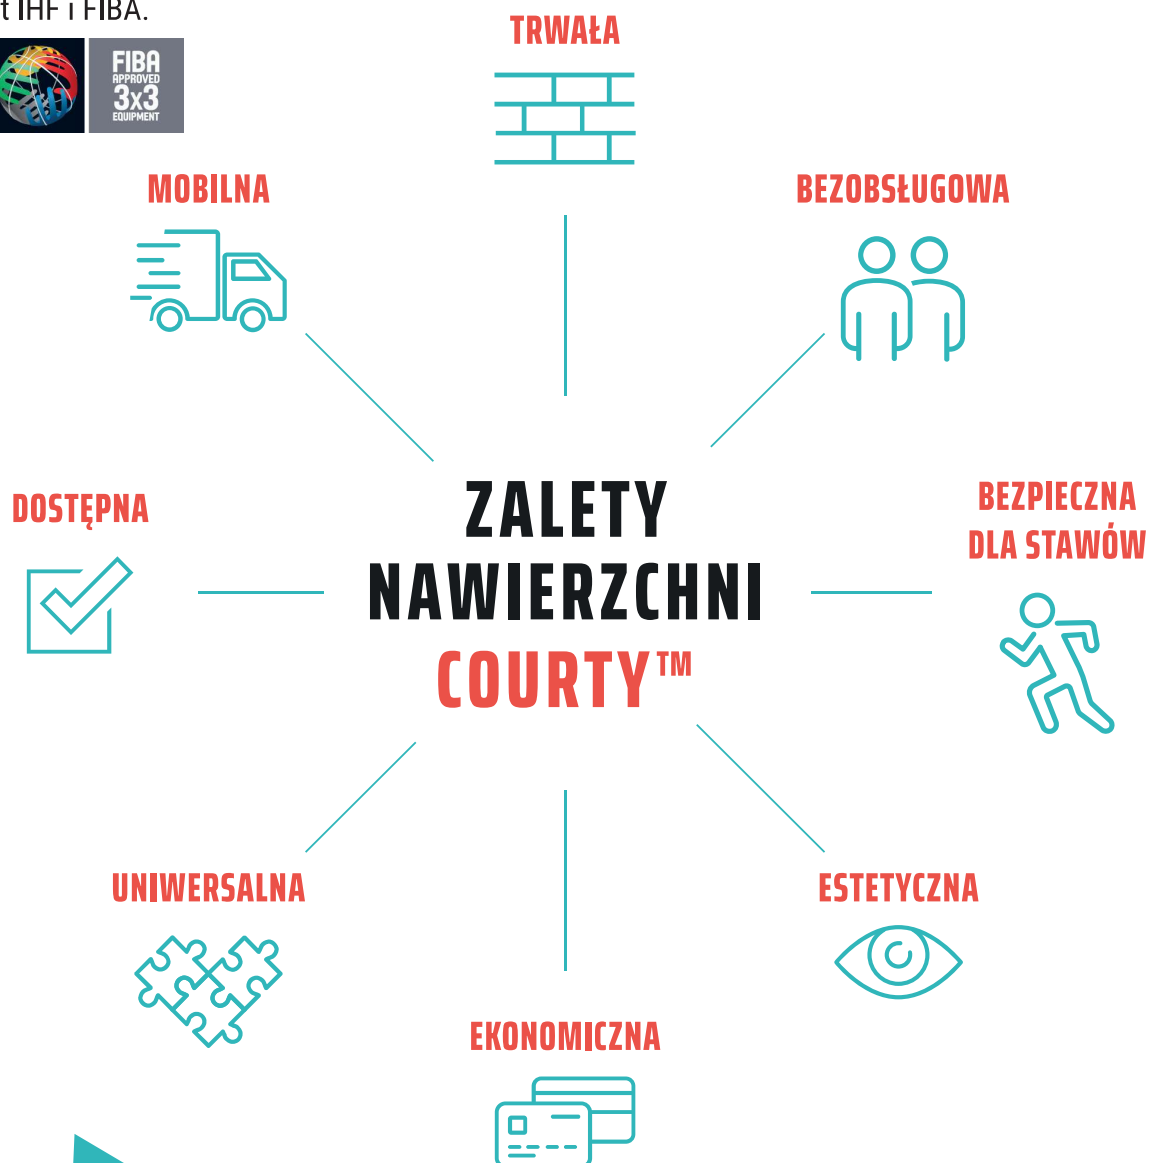 t IHF i FIBA.
FIBA
APPROVED
3x3
EQUIPMENT
TRWAŁA
MOBILNA
BEZOBSŁUGOWA
DOSTĘPNA
BEZPIECZNA
DLA STAWÓW
ZALETY
NAWIERZCHNI
COURTY™
UNIWERSALNA
ESTETYCZNA
EKONOMICZNA